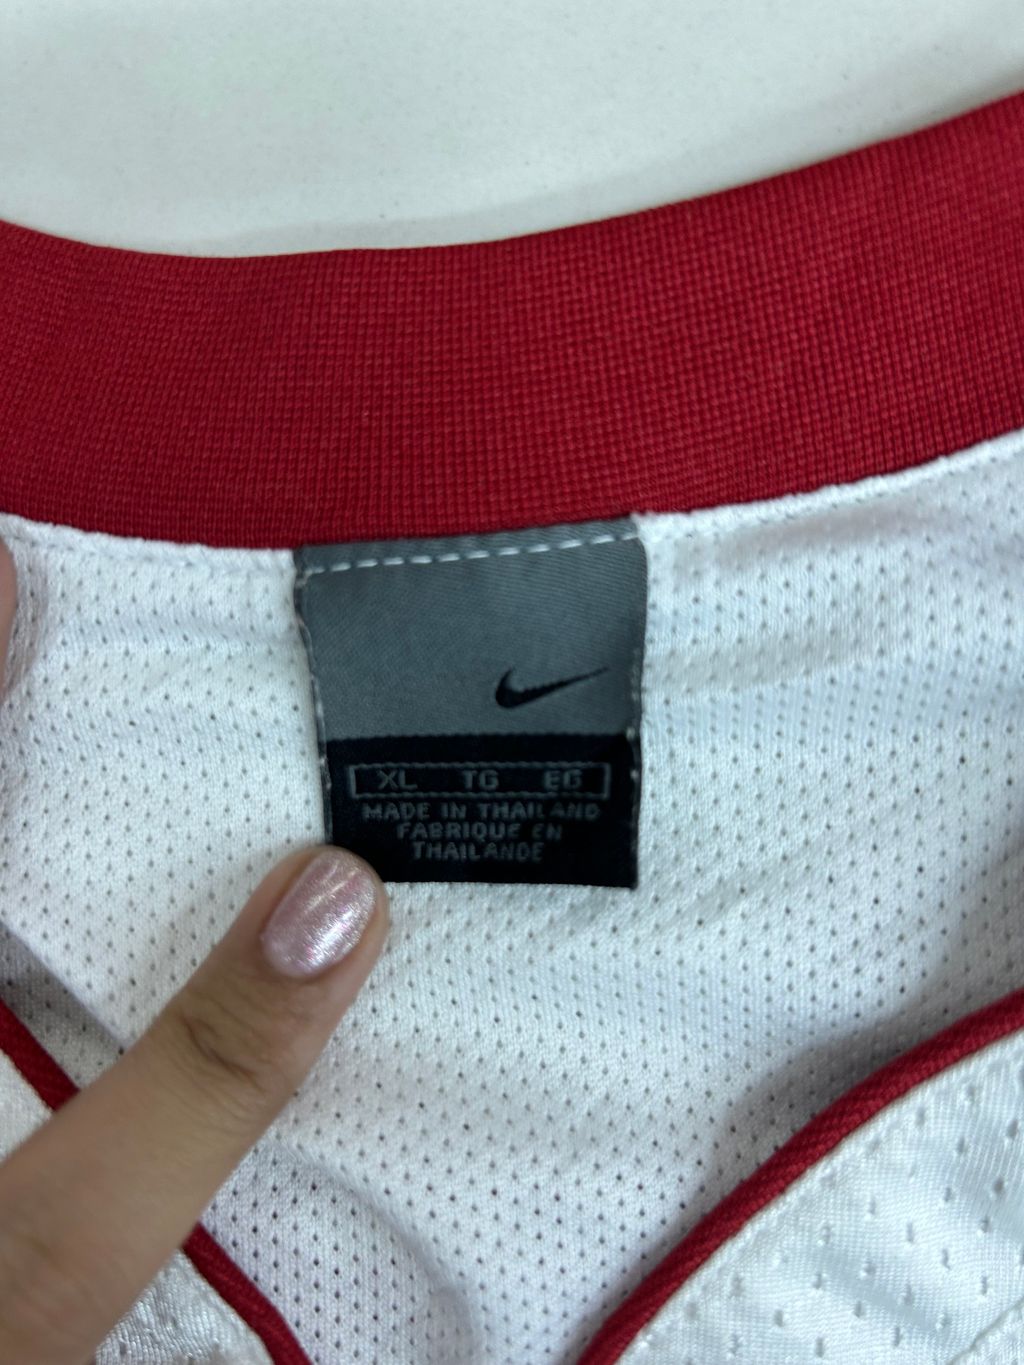 XL TG EG
MADE IN THAILAND
FABRIQUE EN
THAILANDE